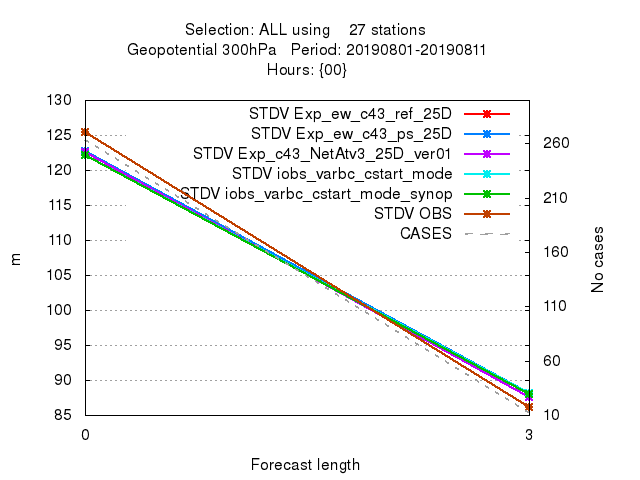 Selection: ALL using    27 stations
Geopotential 300hPa   Period: 20190801-20190811
Hours: {00}
130
125
120
115
110
105
100
95
90
85
m
STDV Exp_ew_c43_ref_25D
STDV Exp_ew_c43_ps_25D
STDV Exp_c43_NetAtv3_25D_ver01
STDV iobs_varbc_cstart_mode
STDV iobs_varbc_cstart_mode_synop
STDV OBS
CASES
260
210
160
110
60
10
No cases
0
3
Forecast length